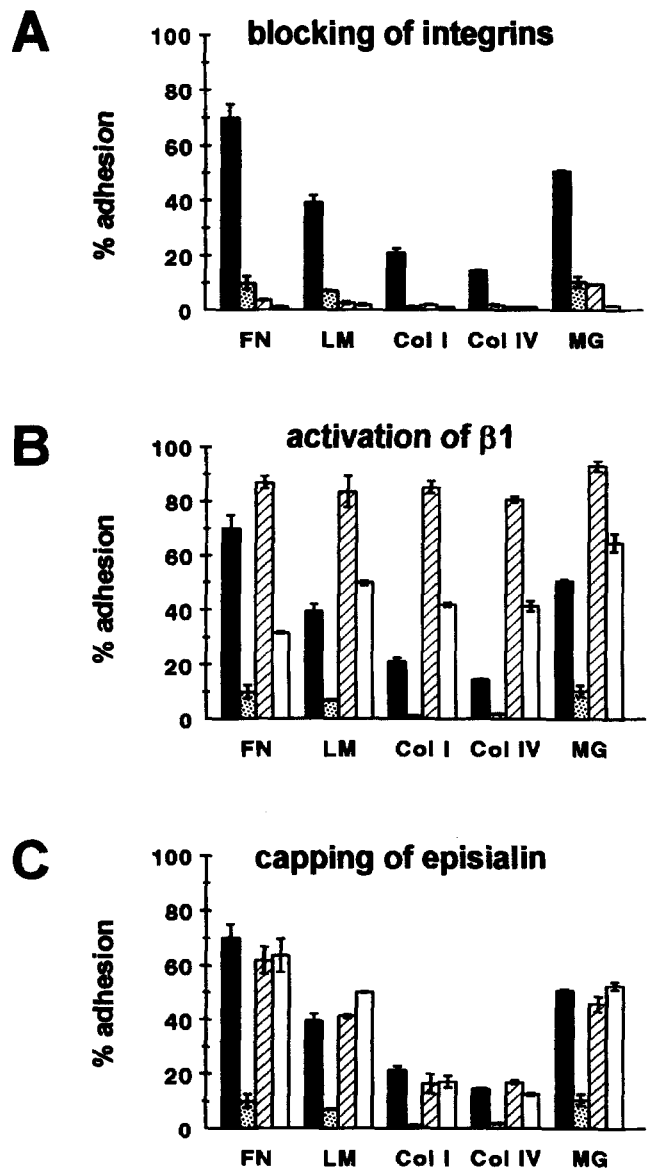 A
blocking of integrins
% adhesion
100
80
60
40
20
0
FN LM Col I Col IV MG
B
activation of β1
% adhesion
100
80
60
40
20
0
FN LM Col I Col IV MG
C
capping of episialin
% adhesion
100
80
60
40
20
0
FN LM Col I Col IV MG